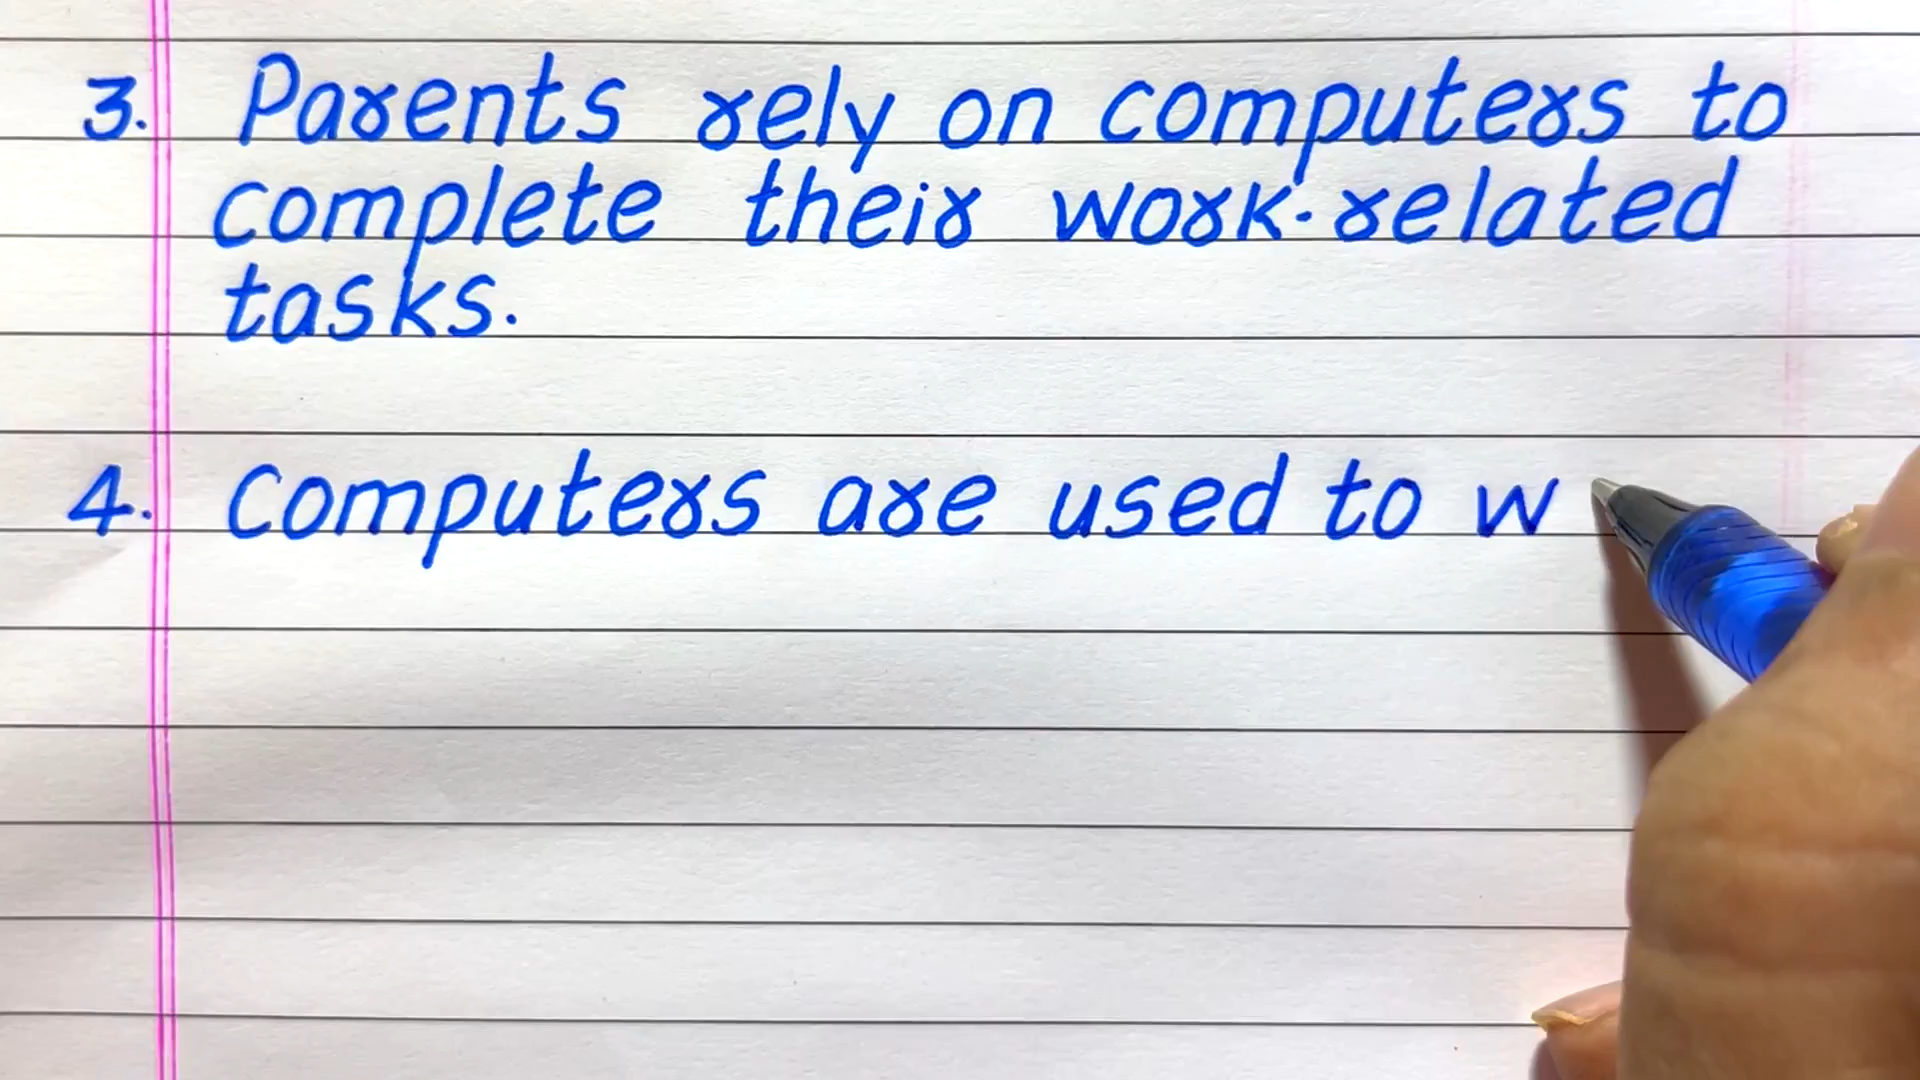 3. Parents rely on computers to
complete their work-related
tasks.
4. Computers are used to w